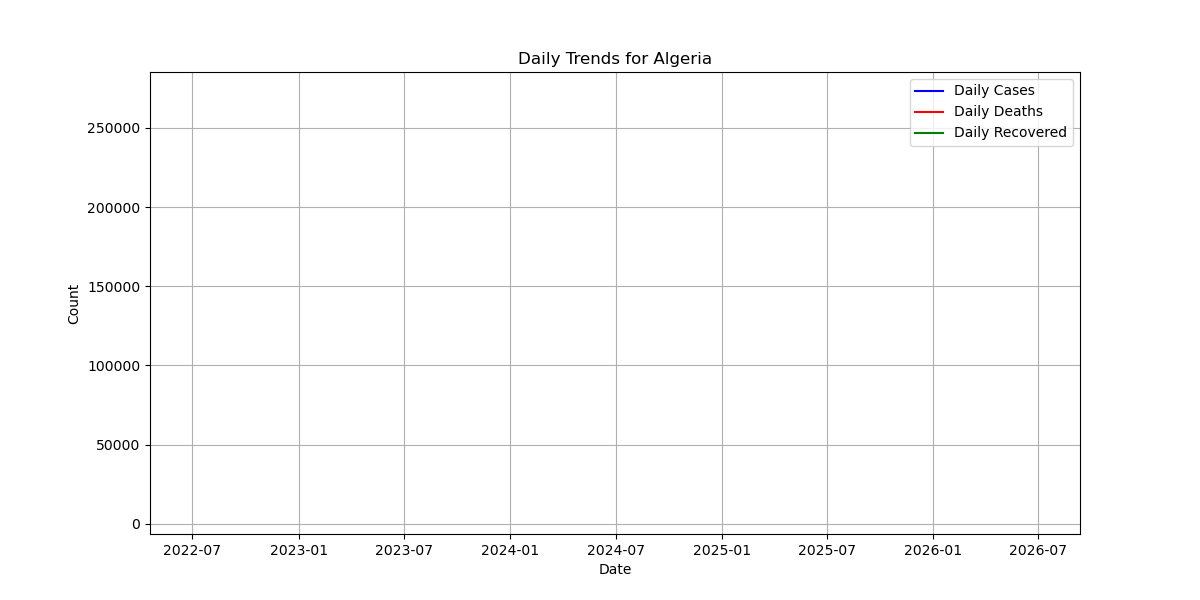 Daily Trends for Algeria
Daily Cases
Daily Deaths
Daily Recovered
250000
200000
150000
100000
50000
0
Count
2022-07 2023-01 2023-07 2024-01 2024-07 2025-01 2025-07 2026-01 2026-07
Date